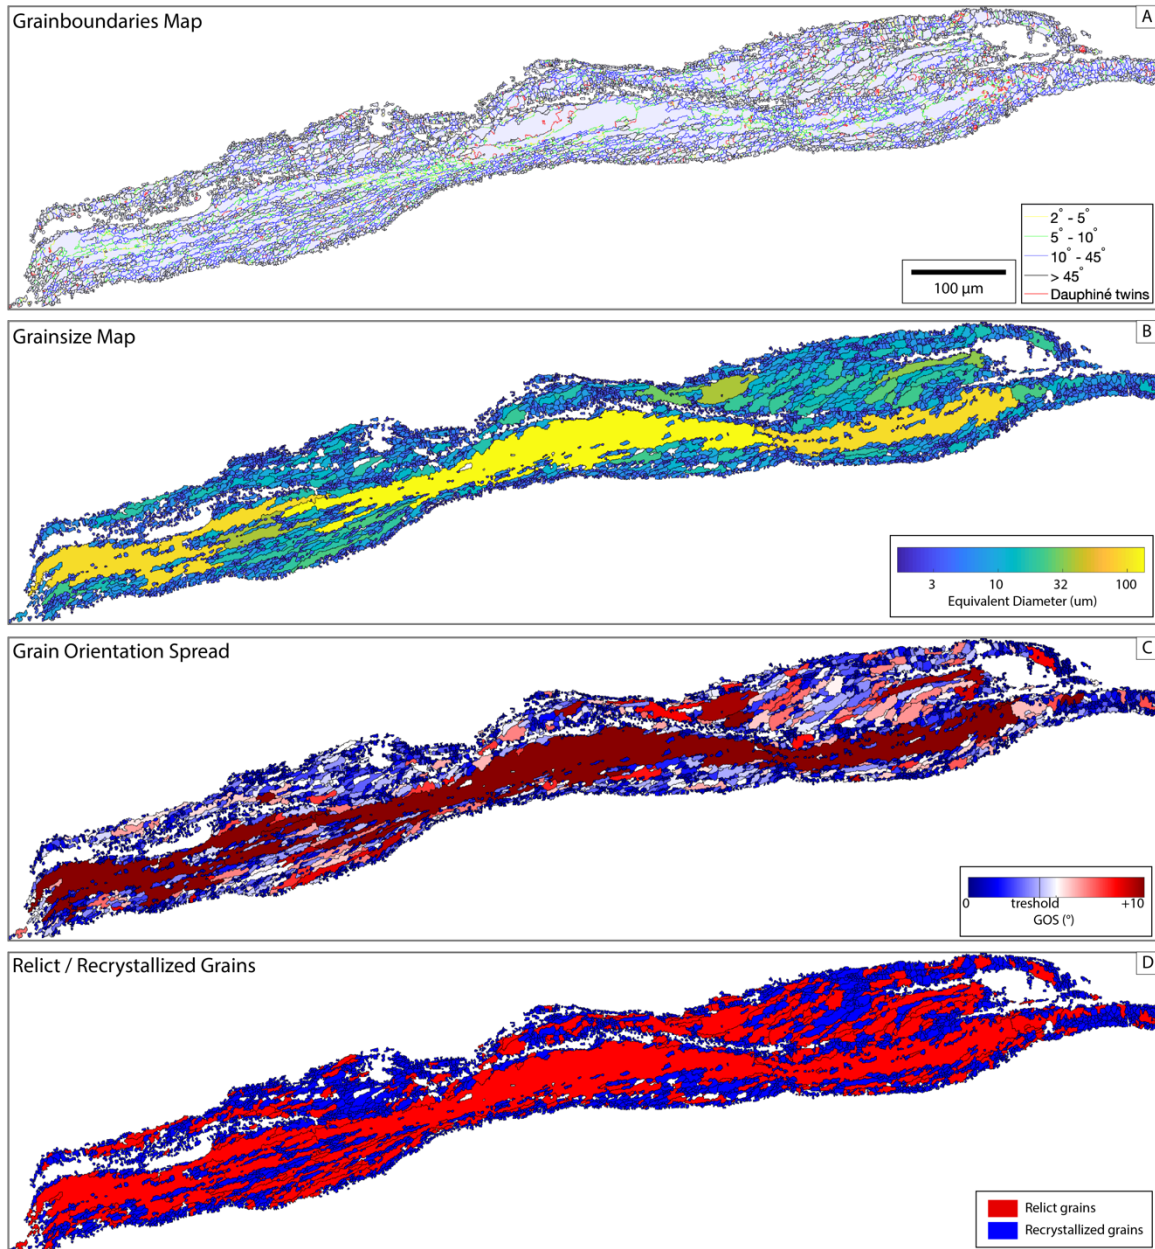 Grainboundaries Map
A
2° - 5°
5° - 10°
10° - 45°
> 45°
Dauphiné twins
100 µm
Grainsize Map
B
3 10 32 100
Equivalent Diameter (um)
Grain Orientation Spread
C
0 treshold +10
GOS (°)
Relict / Recrystallized Grains
D
Relict grains
Recrystallized grains